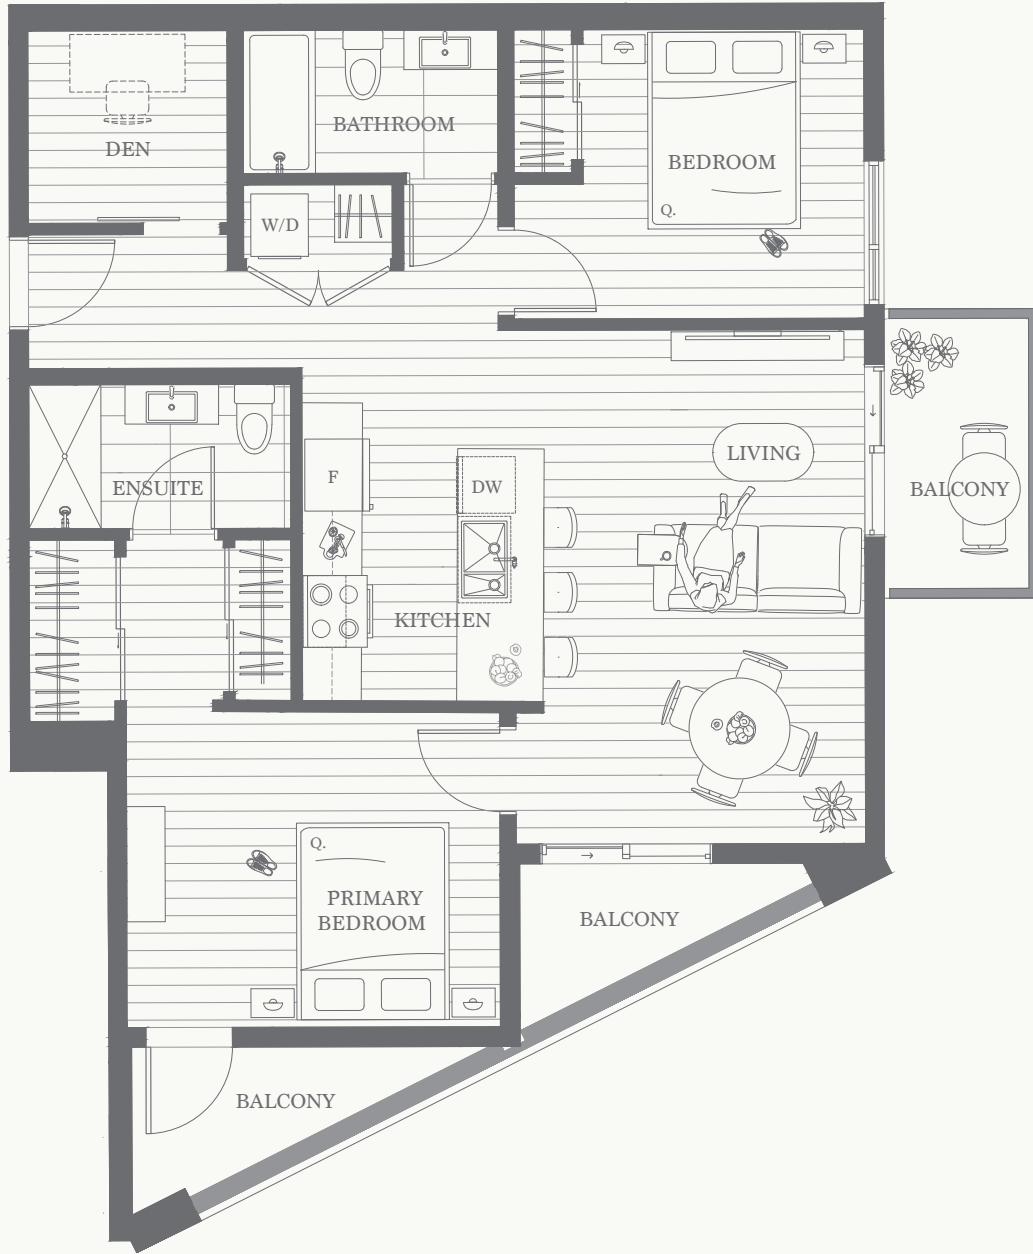 DEN
BATHROOM
BEDROOM
Q.
W/D
ENSUITE
F
DW
LIVING
BALCONY
KITCHEN
Q.
PRIMARY
BEDROOM
BALCONY
BALCONY